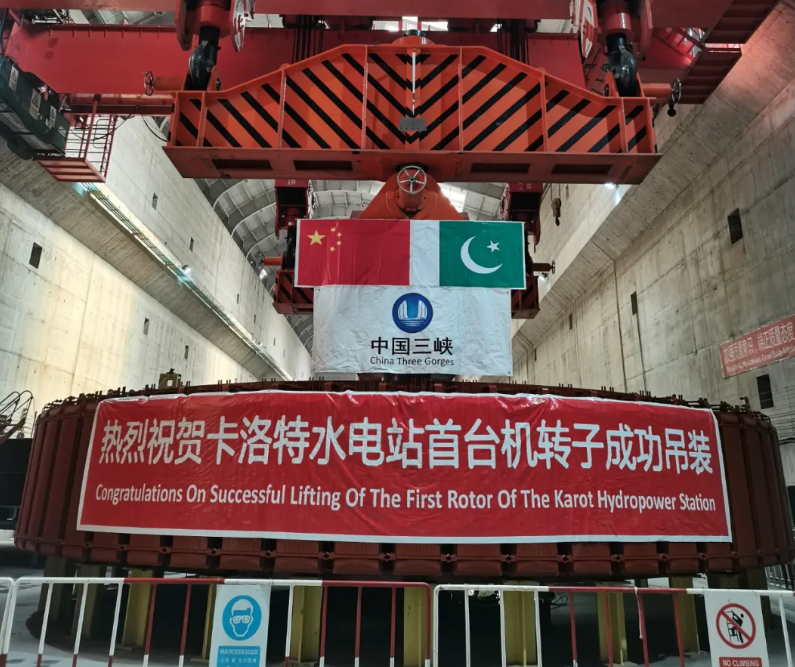 中国三峡
China Three Gorges
热烈祝贺卡洛特水电站首台机转子成功吊装
Congratulations On Successful Lifting Of The First Rotor Of The Karot Hydropower Station
NO CLIMBING